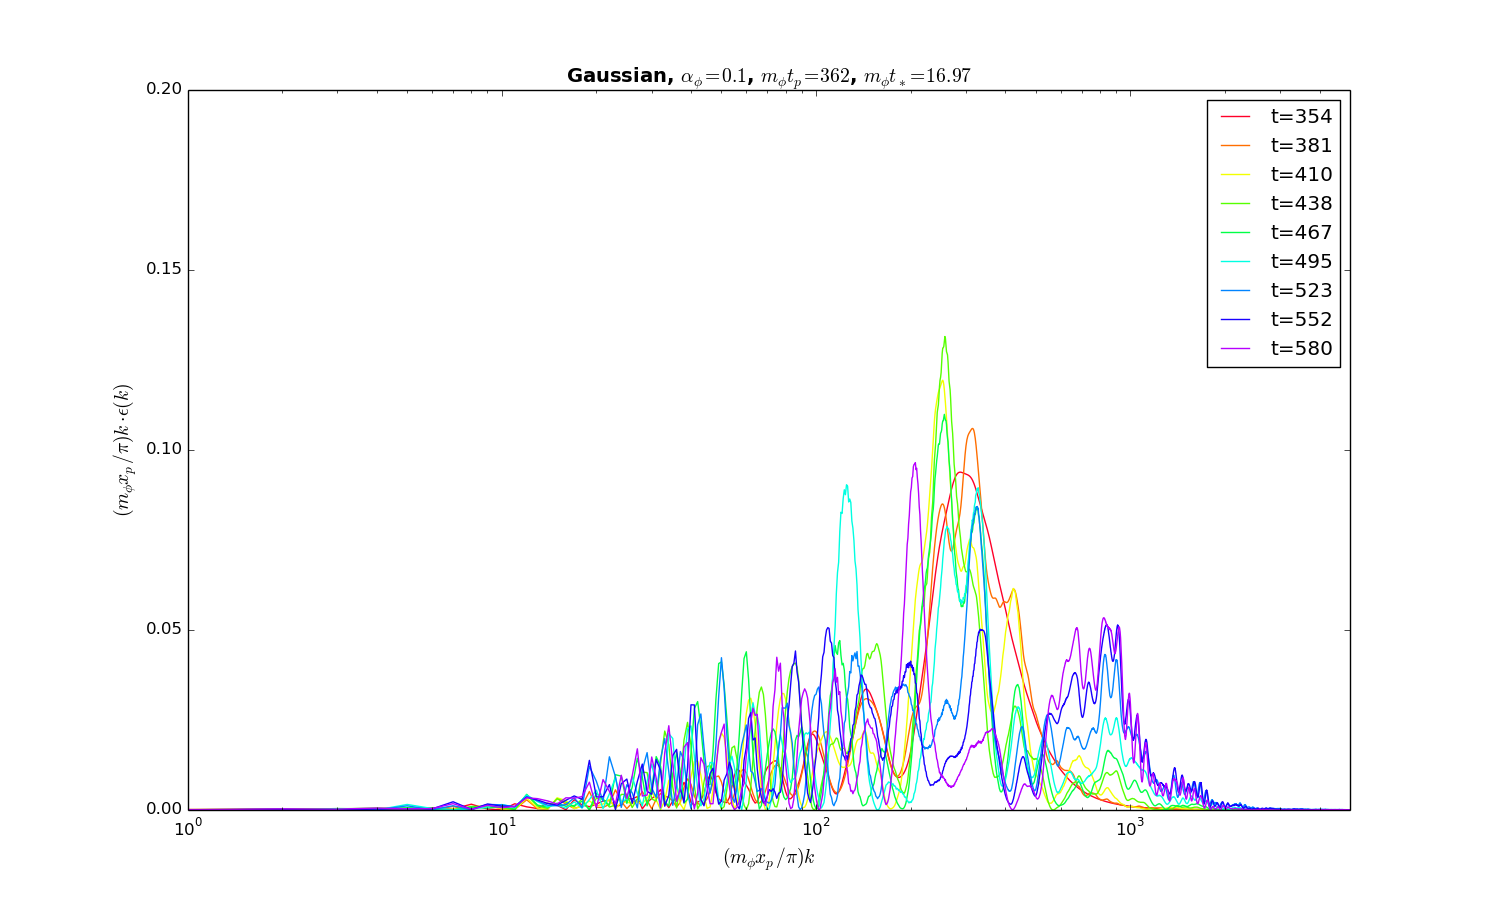 Gaussian, α_ϕ=0.1, m_ϕt_p=362, m_ϕt_*=16.97
0.20
t=354
t=381
t=410
t=438
t=467
t=495
t=523
t=552
t=580
0.15
0.10
0.05
0.00
(m_ϕx_p/π)k·ϵ(k)
10^0
10^1
10^2
10^3
(m_ϕx_p/π)k